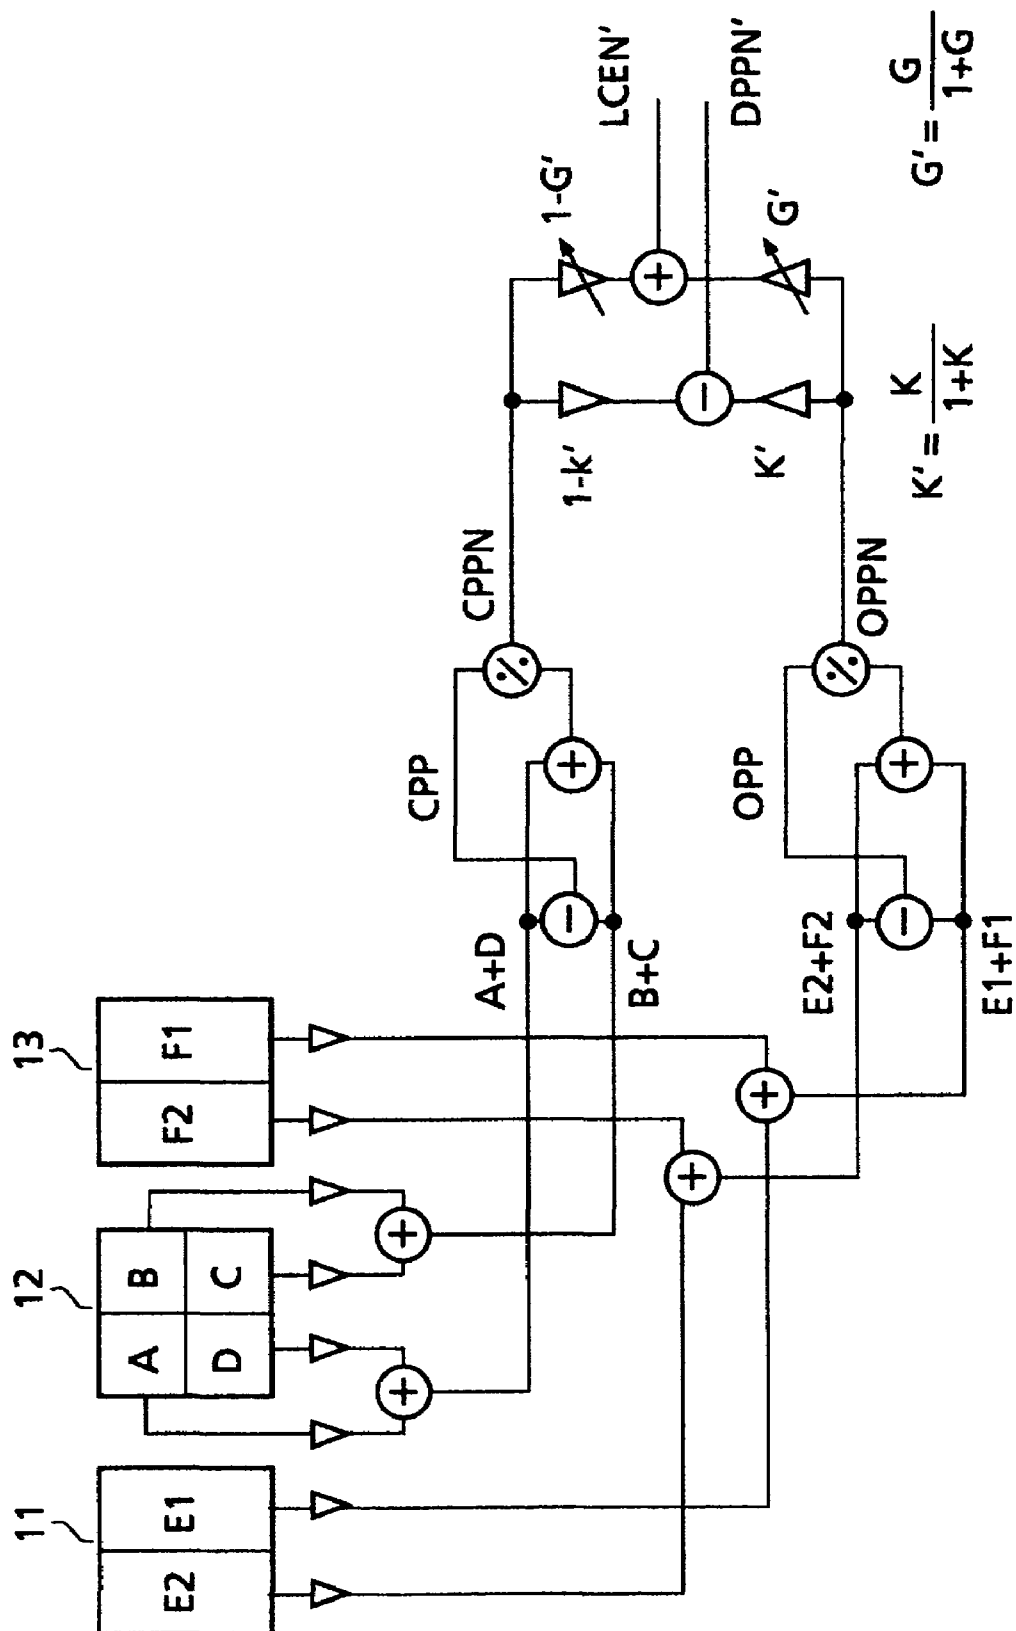 11
12
13
E2
E1
A
B
D
C
F2
F1
+
+
+
+
A+D
B+C
−
+
CPP
%
CPPN
E2+F2
E1+F1
−
+
OPP
%
OPPN
1-k'
K'
−
1-G'
G'
+
LCEN'
DPPN'
K' = K / 1+K
G' = G / 1+G